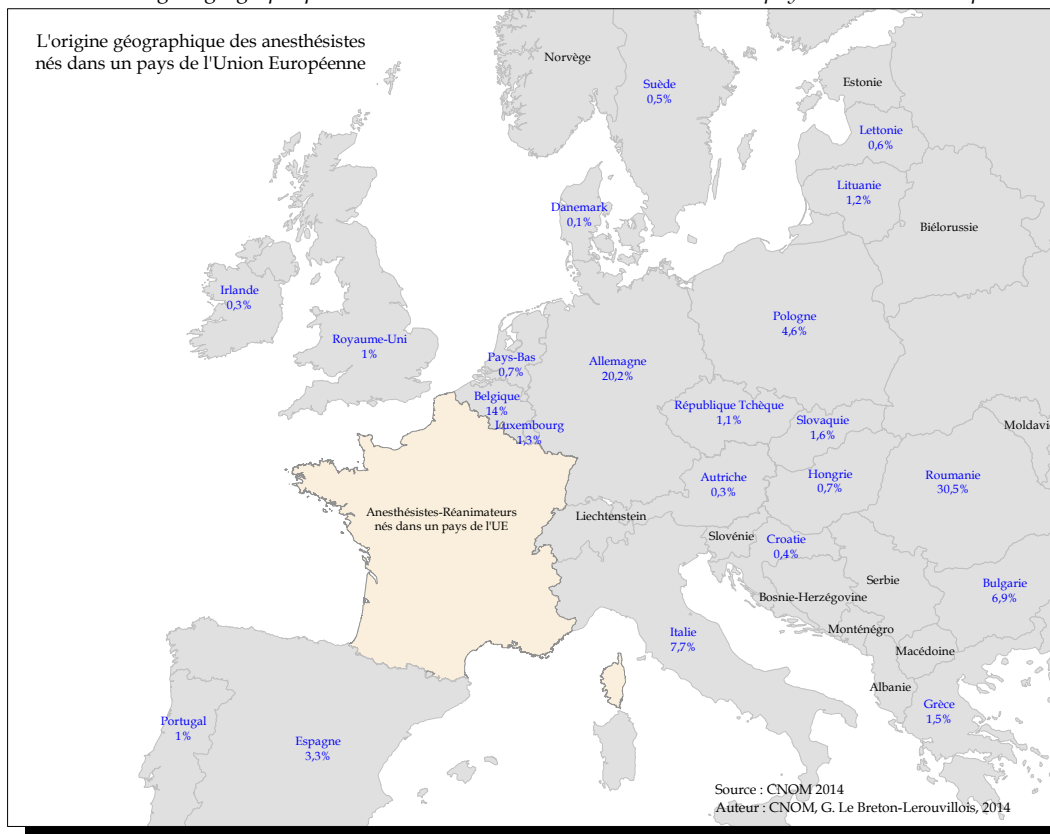 L'origine géographique des anesthésistes
nés dans un pays de l'Union Européenne
Norvège
Suède
0,5%
Estonie
Lettonie
0,6%
Lituanie
1,2%
Danemark
0,1%
Biélorussie
Irlande
0,3%
Royaume-Uni
1%
Pologne
4,6%
Pays-Bas
0,7%
Allemagne
20,2%
Belgique
14%
Luxembourg
1,3%
République Tchèque
1,1%
Slovaquie
1,6%
Moldavie
Autriche
0,3%
Hongrie
0,7%
Roumanie
30,5%
Anesthésistes-Réanimateurs
nés dans un pays de l'UE
Liechtenstein
Slovénie
Croatie
0,4%
Serbie
Bulgarie
6,9%
Bosnie-Herzégovine
Monténégro
Italie
7,7%
Macédoine
Albanie
Grèce
1,5%
Portugal
1%
Espagne
3,3%
Source : CNOM 2014
Auteur : CNOM, G. Le Breton-Lerouvillois, 2014